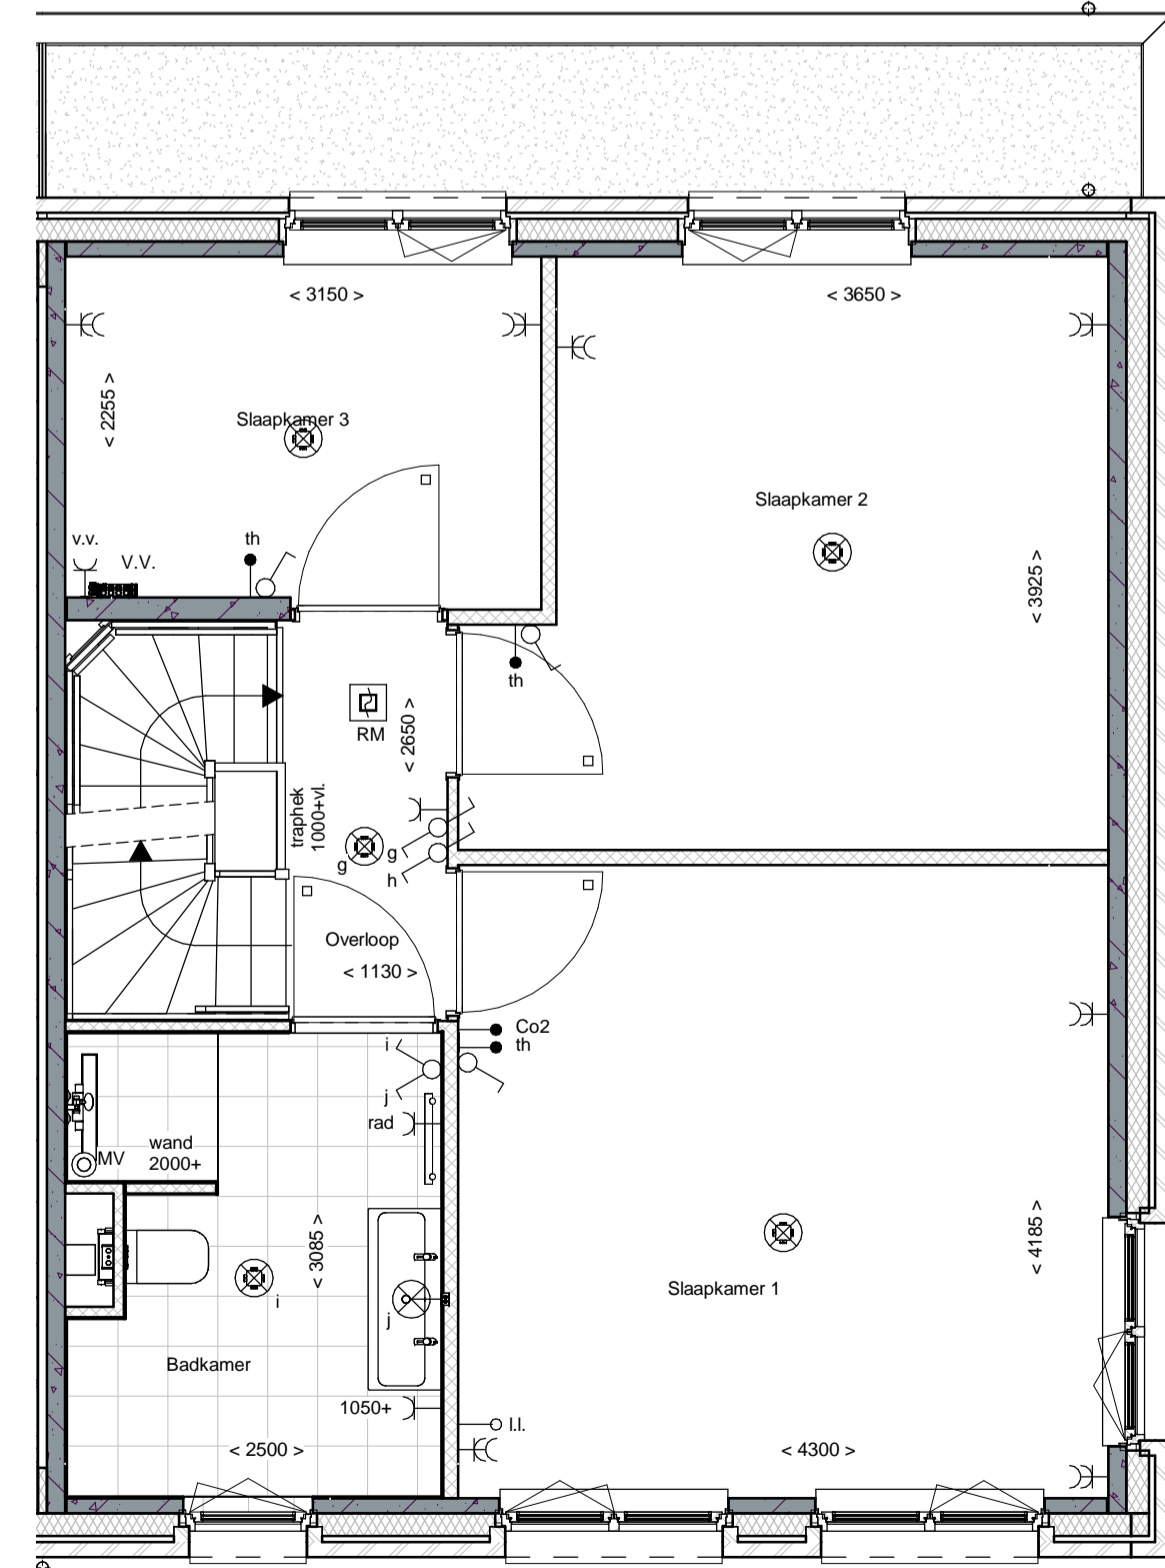 < 3150 >
< 3650 >
< 2255 >
Slaapkamer 3
Slaapkamer 2
v.v.
V.V.
th
< 3925 >
th
RM
< 2650 >
traphek
1000+vl.
g
g
h
Overloop
< 1130 >
Co2
th
i
j
rad
MV
wand
2000+
< 3085 >
i
j
Slaapkamer 1
< 4185 >
Badkamer
1050+
l.l.
< 2500 >
< 4300 >